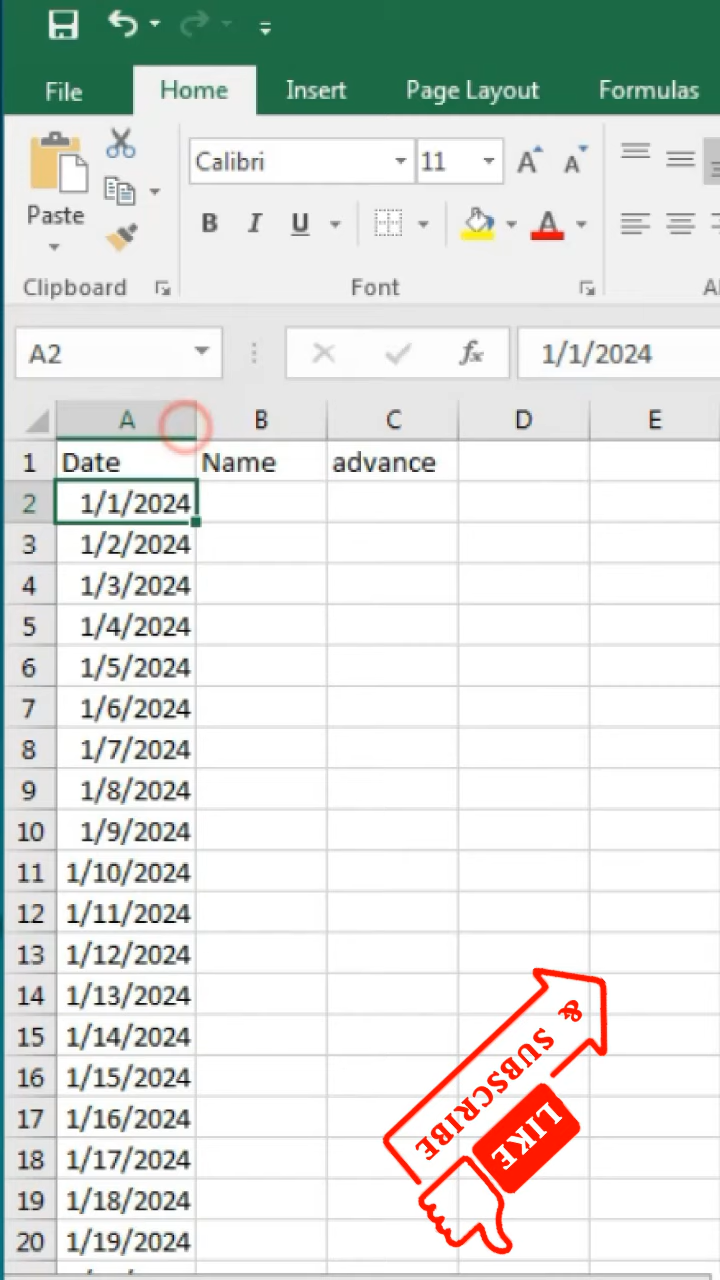 File Home Insert Page Layout Formulas
Calibri 11 A A
Paste B I U A
Clipboard Font
A2 fx 1/1/2024
A B C D E
1 Date Name advance
2 1/1/2024
3 1/2/2024
4 1/3/2024
5 1/4/2024
6 1/5/2024
7 1/6/2024
8 1/7/2024
9 1/8/2024
10 1/9/2024
11 1/10/2024
12 1/11/2024
13 1/12/2024
14 1/13/2024
15 1/14/2024
16 1/15/2024
17 1/16/2024
18 1/17/2024
19 1/18/2024
20 1/19/2024
LIKE
& SUBSCRIBE